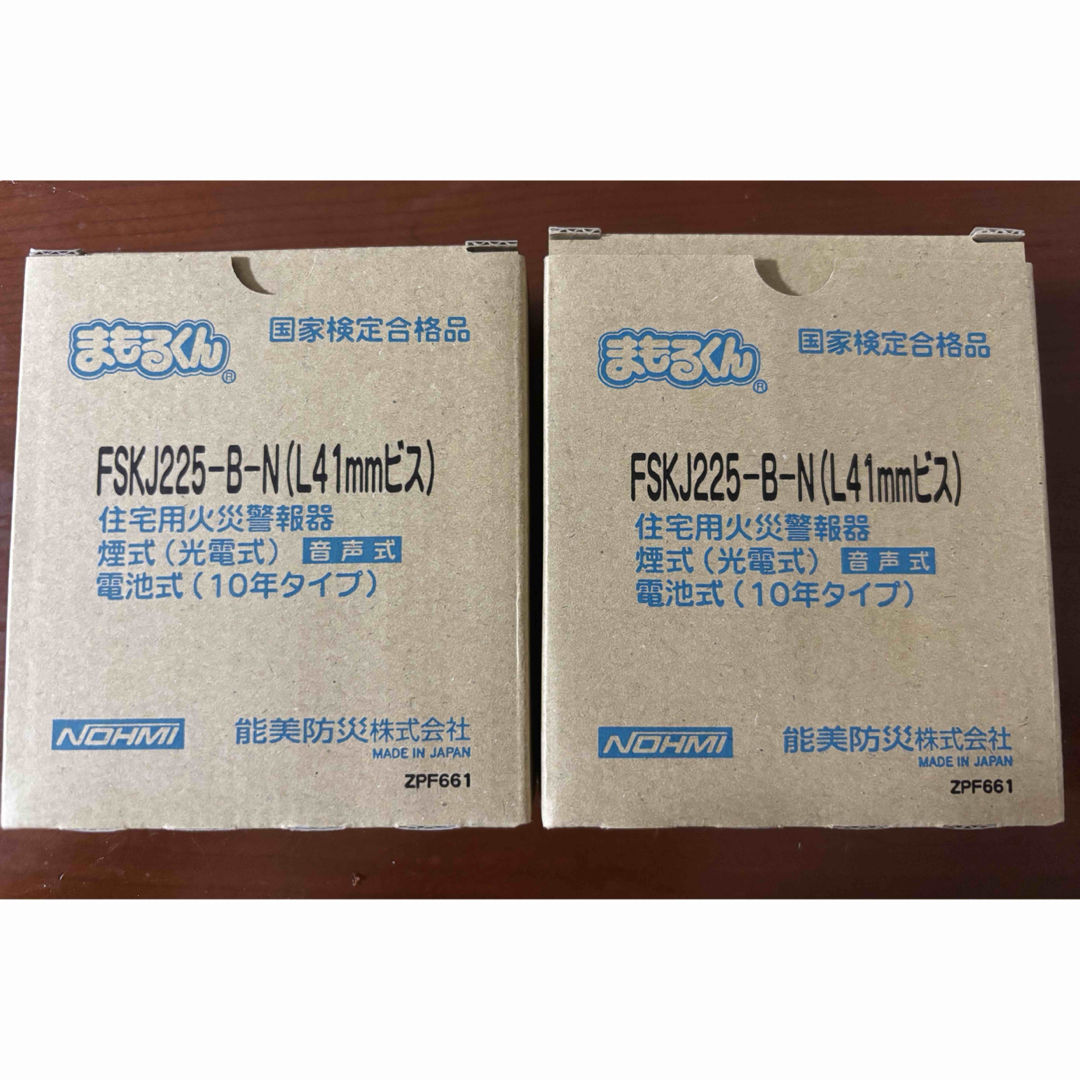 まもるくん®
国家検定合格品
FSKJ225-B-N(L41mmビス)
住宅用火災警報器
煙式(光電式) 音声式
電池式(10年タイプ)
NOHMI
能美防災株式会社
MADE IN JAPAN
ZPF661
まもるくん®
国家検定合格品
FSKJ225-B-N(L41mmビス)
住宅用火災警報器
煙式(光電式) 音声式
電池式(10年タイプ)
NOHMI
能美防災株式会社
MADE IN JAPAN
ZPF661